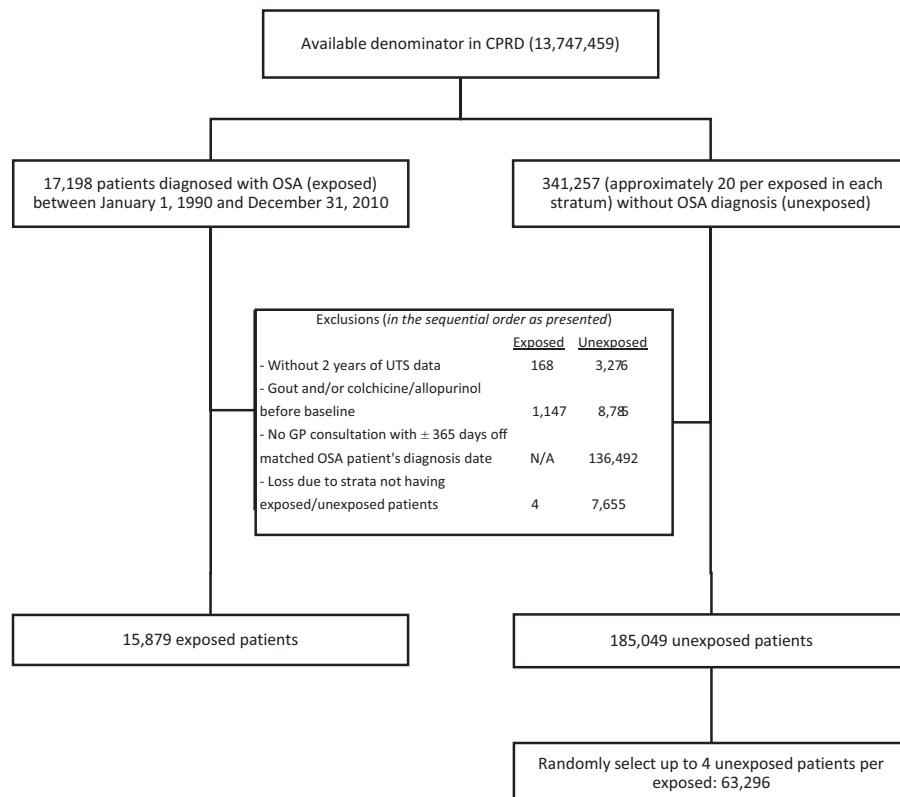 Available denominator in CPRD (13,747,459)
17,198 patients diagnosed with OSA (exposed)
between January 1, 1990 and December 31, 2010
341,257 (approximately 20 per exposed in each
stratum) without OSA diagnosis (unexposed)
Exclusions (in the sequential order as presented)
Exposed Unexposed
- Without 2 years of UTS data 168 3,276
- Gout and/or colchicine/allopurinol
before baseline 1,147 8,785
- No GP consultation with ± 365 days off
matched OSA patient's diagnosis date N/A 136,492
- Loss due to strata not having
exposed/unexposed patients 4 7,655
15,879 exposed patients
185,049 unexposed patients
Randomly select up to 4 unexposed patients per
exposed: 63,296